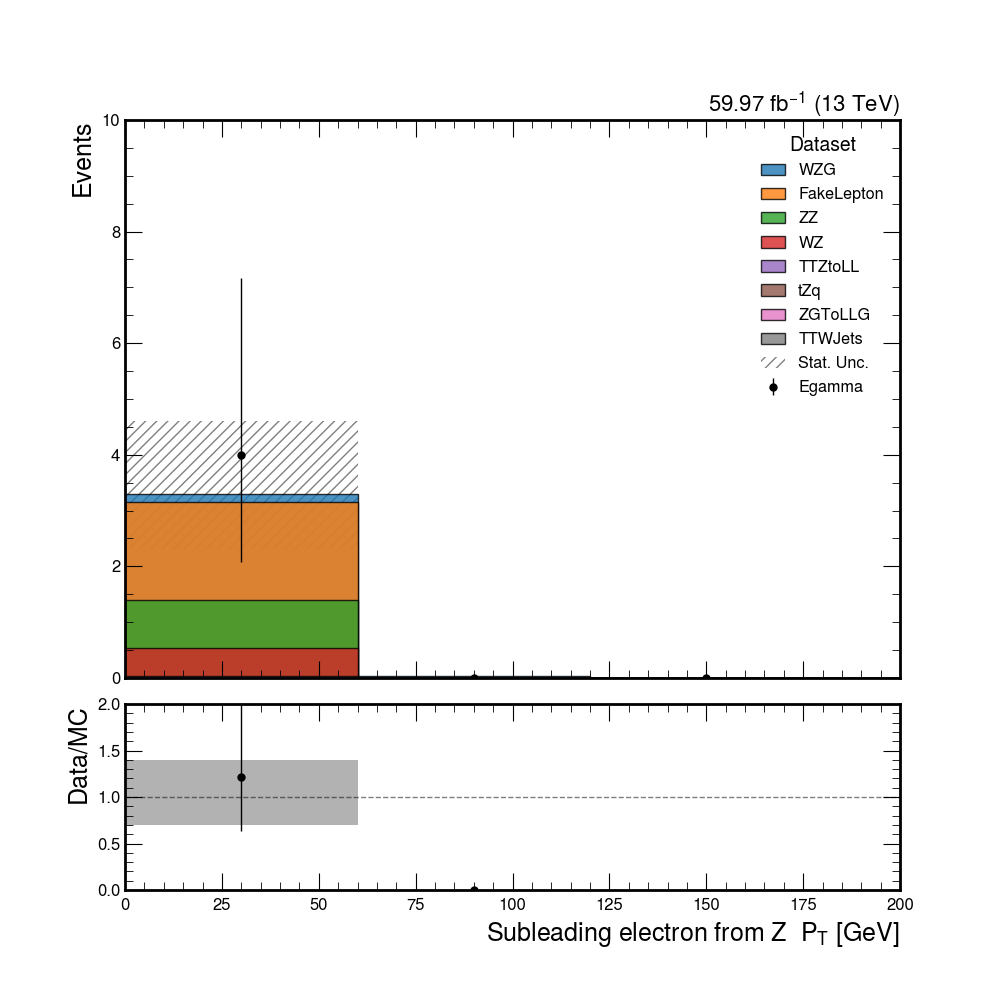 59.97 fb⁻¹ (13 TeV)
Events
10
8
6
4
2
0
Dataset
WZG
FakeLepton
ZZ
WZ
TTZtoLL
tZq
ZGToLLG
TTWJets
Stat. Unc.
Egamma
Data/MC
2.0
1.5
1.0
0.5
0.0
0 25 50 75 100 125 150 175 200
Subleading electron from Z P_T [GeV]